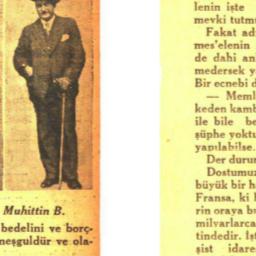 Muhittin B.
bedelini ve borç-
meşguldür ve ola-
lenin işte
mevki tutmu
Fakat ad
mes'elenin
de dahi an
medersek y
Bir ecnebi d
— Meml
keden kamb
ile bile be
şüphe yoktu
yapılabilse.
Der durur
Dostumuz
büyük bir h
Fransa, ki
rin oraya bu
milyarlarca
tindedir. İşt
şist idare